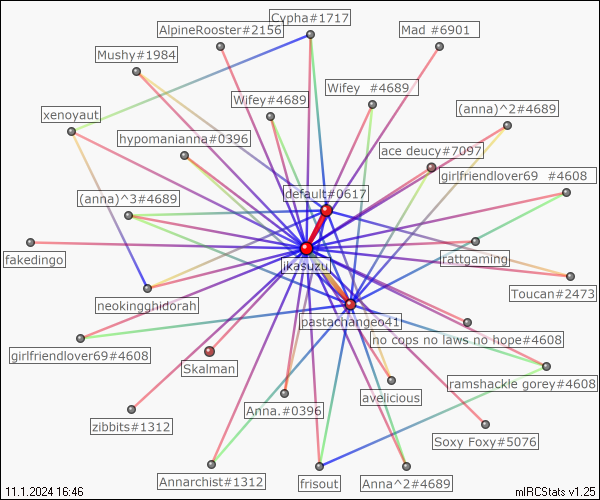 Cypha#1717
AlpineRooster#2156
Mad #6901
Mushy#1984
Wifey #4689
Wifey#4689
(anna)^2#4689
xenoyaut
hypomanianna#0396
ace deucy#7097
girlfriendlover69 #4608
default#0617
(anna)^3#4689
fakedingo
rattgaming
ikasuzu
Toucan#2473
neokingghidorah
pastachangeo41
no cops no laws no hope#4608
girlfriendlover69#4608
Skalman
ramshackle gorey#4608
avelicious
Anna.#0396
zibbits#1312
Soxy Foxy#5076
Annarchist#1312
frisout
Anna^2#4689
11.1.2024 16:46
mIRCStats v1.25